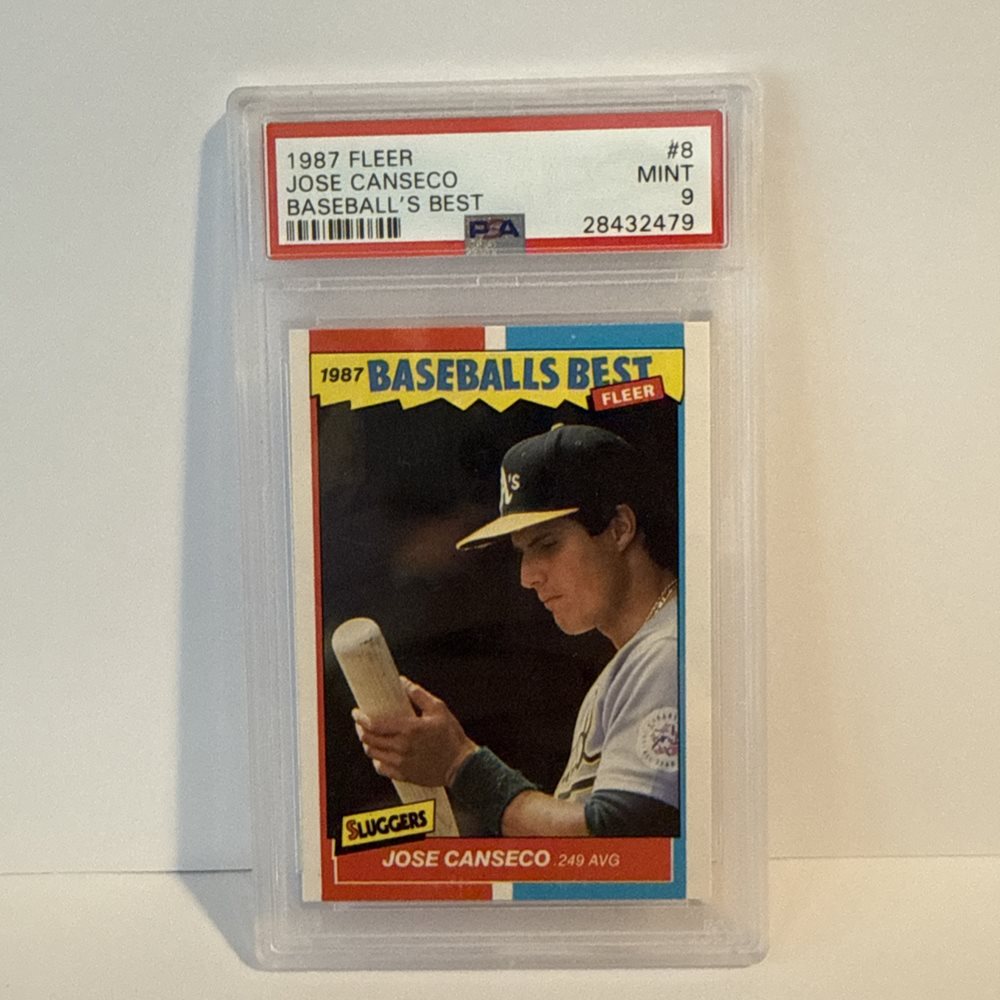 1987 FLEER #8
JOSE CANSECO MINT
BASEBALL'S BEST 9
PSA 28432479
1987 BASEBALLS BEST
FLEER
A's
SLUGGERS
JOSE CANSECO .249 AVG